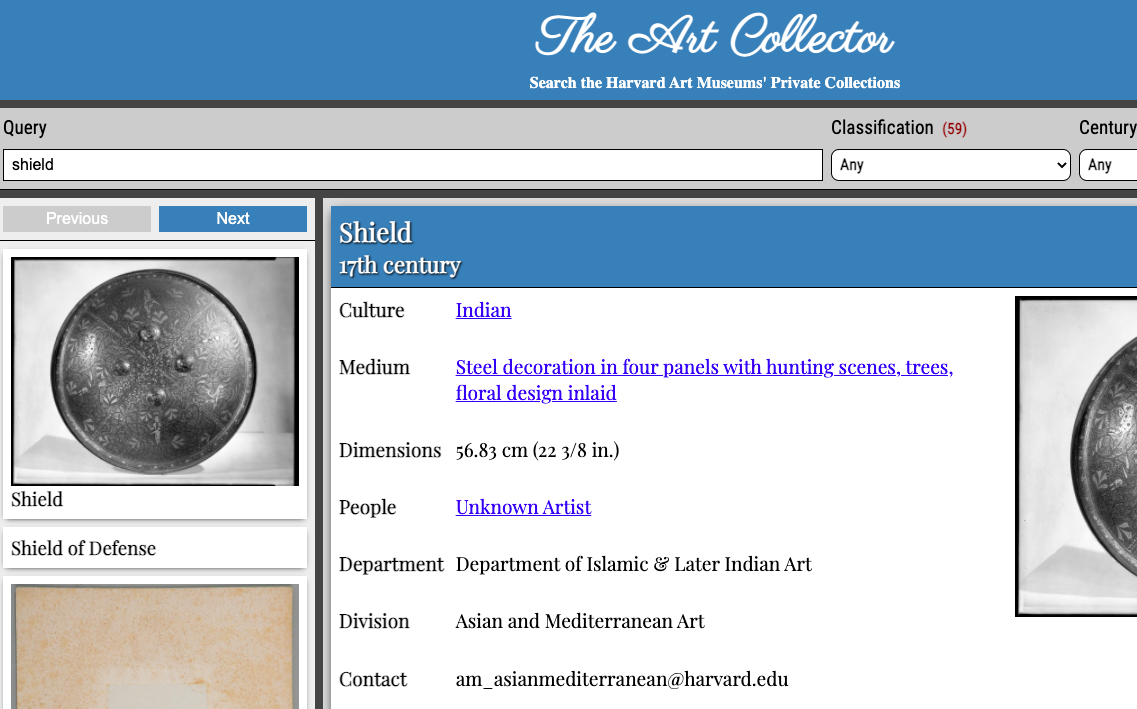 The Art Collector
Search the Harvard Art Museums' Private Collections
Query
Classification (59)
Century
shield
Any
Any
Previous
Next
Shield
Shield of Defense
Shield
17th century
Culture Indian
Medium Steel decoration in four panels with hunting scenes, trees,
floral design inlaid
Dimensions 56.83 cm (22 3/8 in.)
People Unknown Artist
Department Department of Islamic & Later Indian Art
Division Asian and Mediterranean Art
Contact am_asianmediterranean@harvard.edu